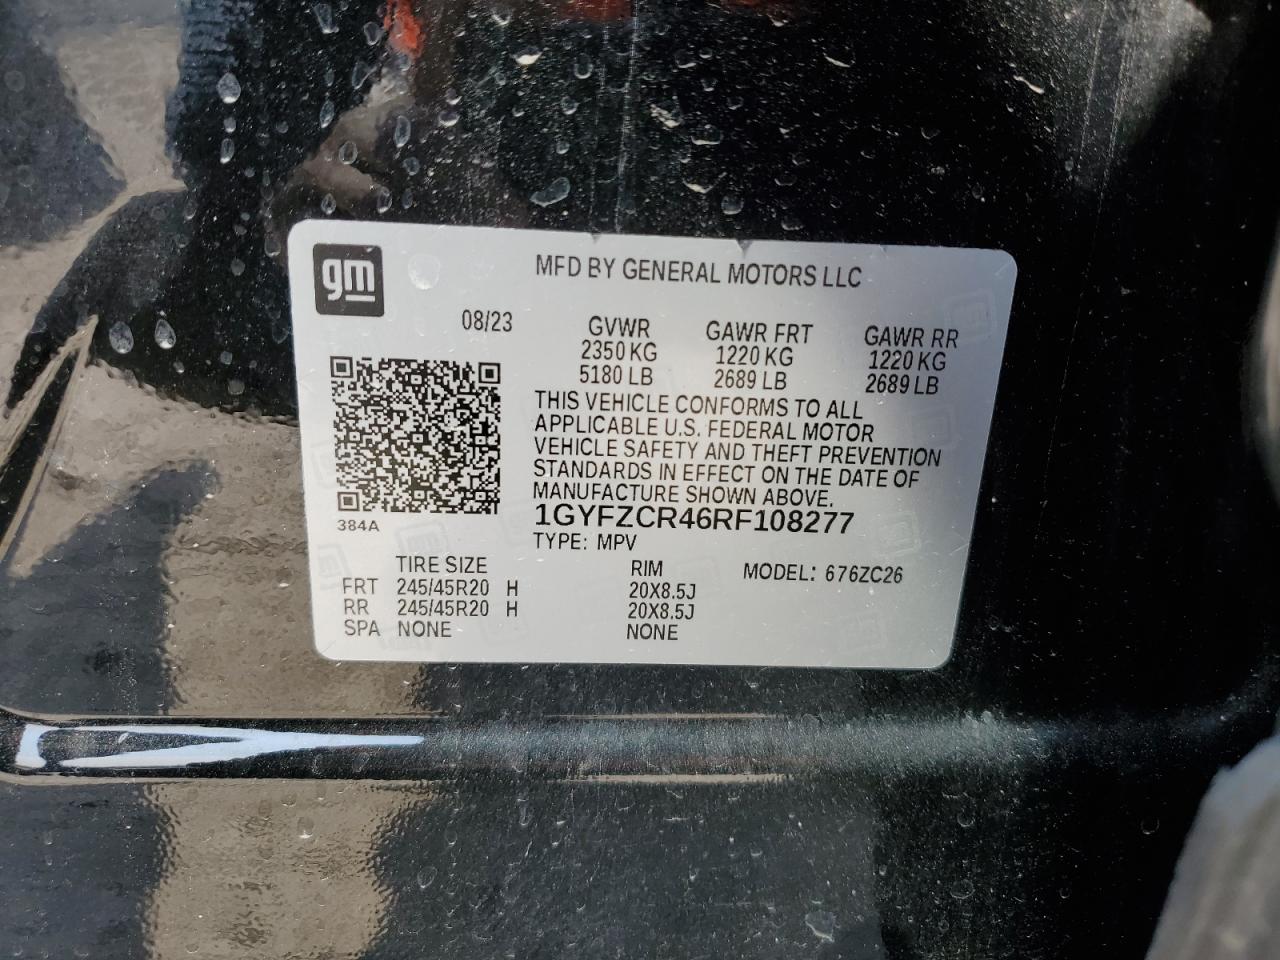 gm
MFD BY GENERAL MOTORS LLC
08/23
GVWR GAWR FRT GAWR RR
2350 KG 1220 KG 1220 KG
5180 LB 2689 LB 2689 LB
THIS VEHICLE CONFORMS TO ALL
APPLICABLE U.S. FEDERAL MOTOR
VEHICLE SAFETY AND THEFT PREVENTION
STANDARDS IN EFFECT ON THE DATE OF
MANUFACTURE SHOWN ABOVE.
384A
1GYFZCR46RF108277
TYPE: MPV
TIRE SIZE RIM MODEL: 676ZC26
FRT 245/45R20 H 20X8.5J
RR 245/45R20 H 20X8.5J
SPA NONE NONE